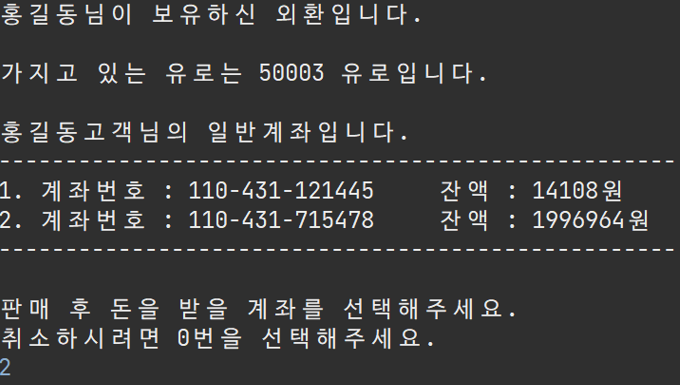 홍길동님이 보유하신 외환입니다.
가지고 있는 유로는 50003 유로입니다.
홍길동고객님의 일반계좌입니다.
----------------------------------------------------
1. 계좌번호 : 110-431-121445 잔액 : 14108원
2. 계좌번호 : 110-431-715478 잔액 : 1996964원
----------------------------------------------------
판매 후 돈을 받을 계좌를 선택해주세요.
취소하시려면 0번을 선택해주세요.
2